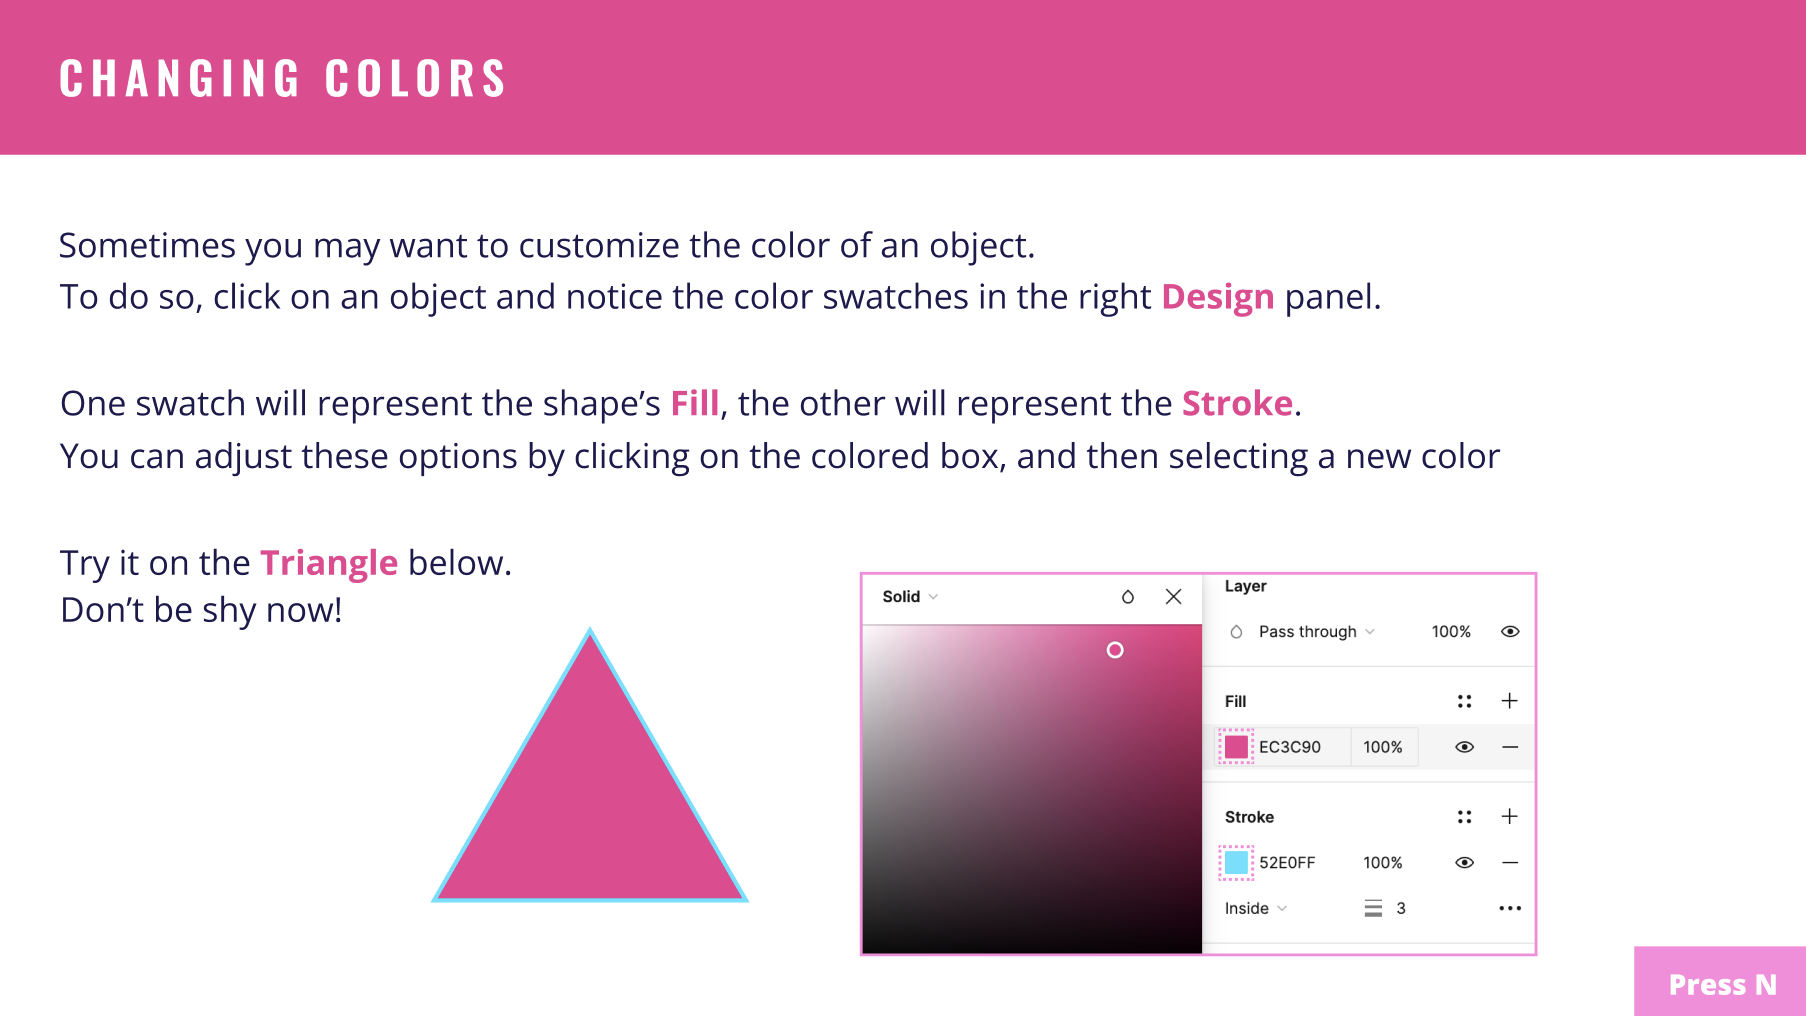 CHANGING COLORS
Sometimes you may want to customize the color of an object.
To do so, click on an object and notice the color swatches in the right Design panel.
One swatch will represent the shape’s Fill, the other will represent the Stroke.
You can adjust these options by clicking on the colored box, and then selecting a new color
Try it on the Triangle below.
Don’t be shy now!
Solid
Layer
Pass through 100%
Fill
EC3C90 100%
Stroke
52E0FF 100%
Inside 3
Press N